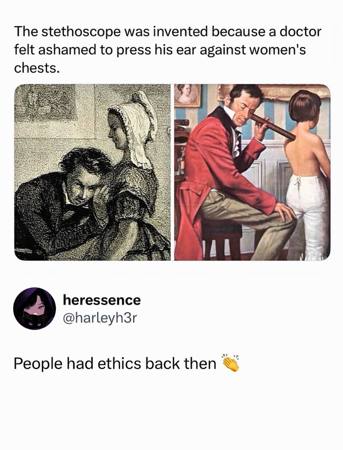 The stethoscope was invented because a doctor
felt ashamed to press his ear against women's
chests.
heressence
@harleyh3r
People had ethics back then 👏